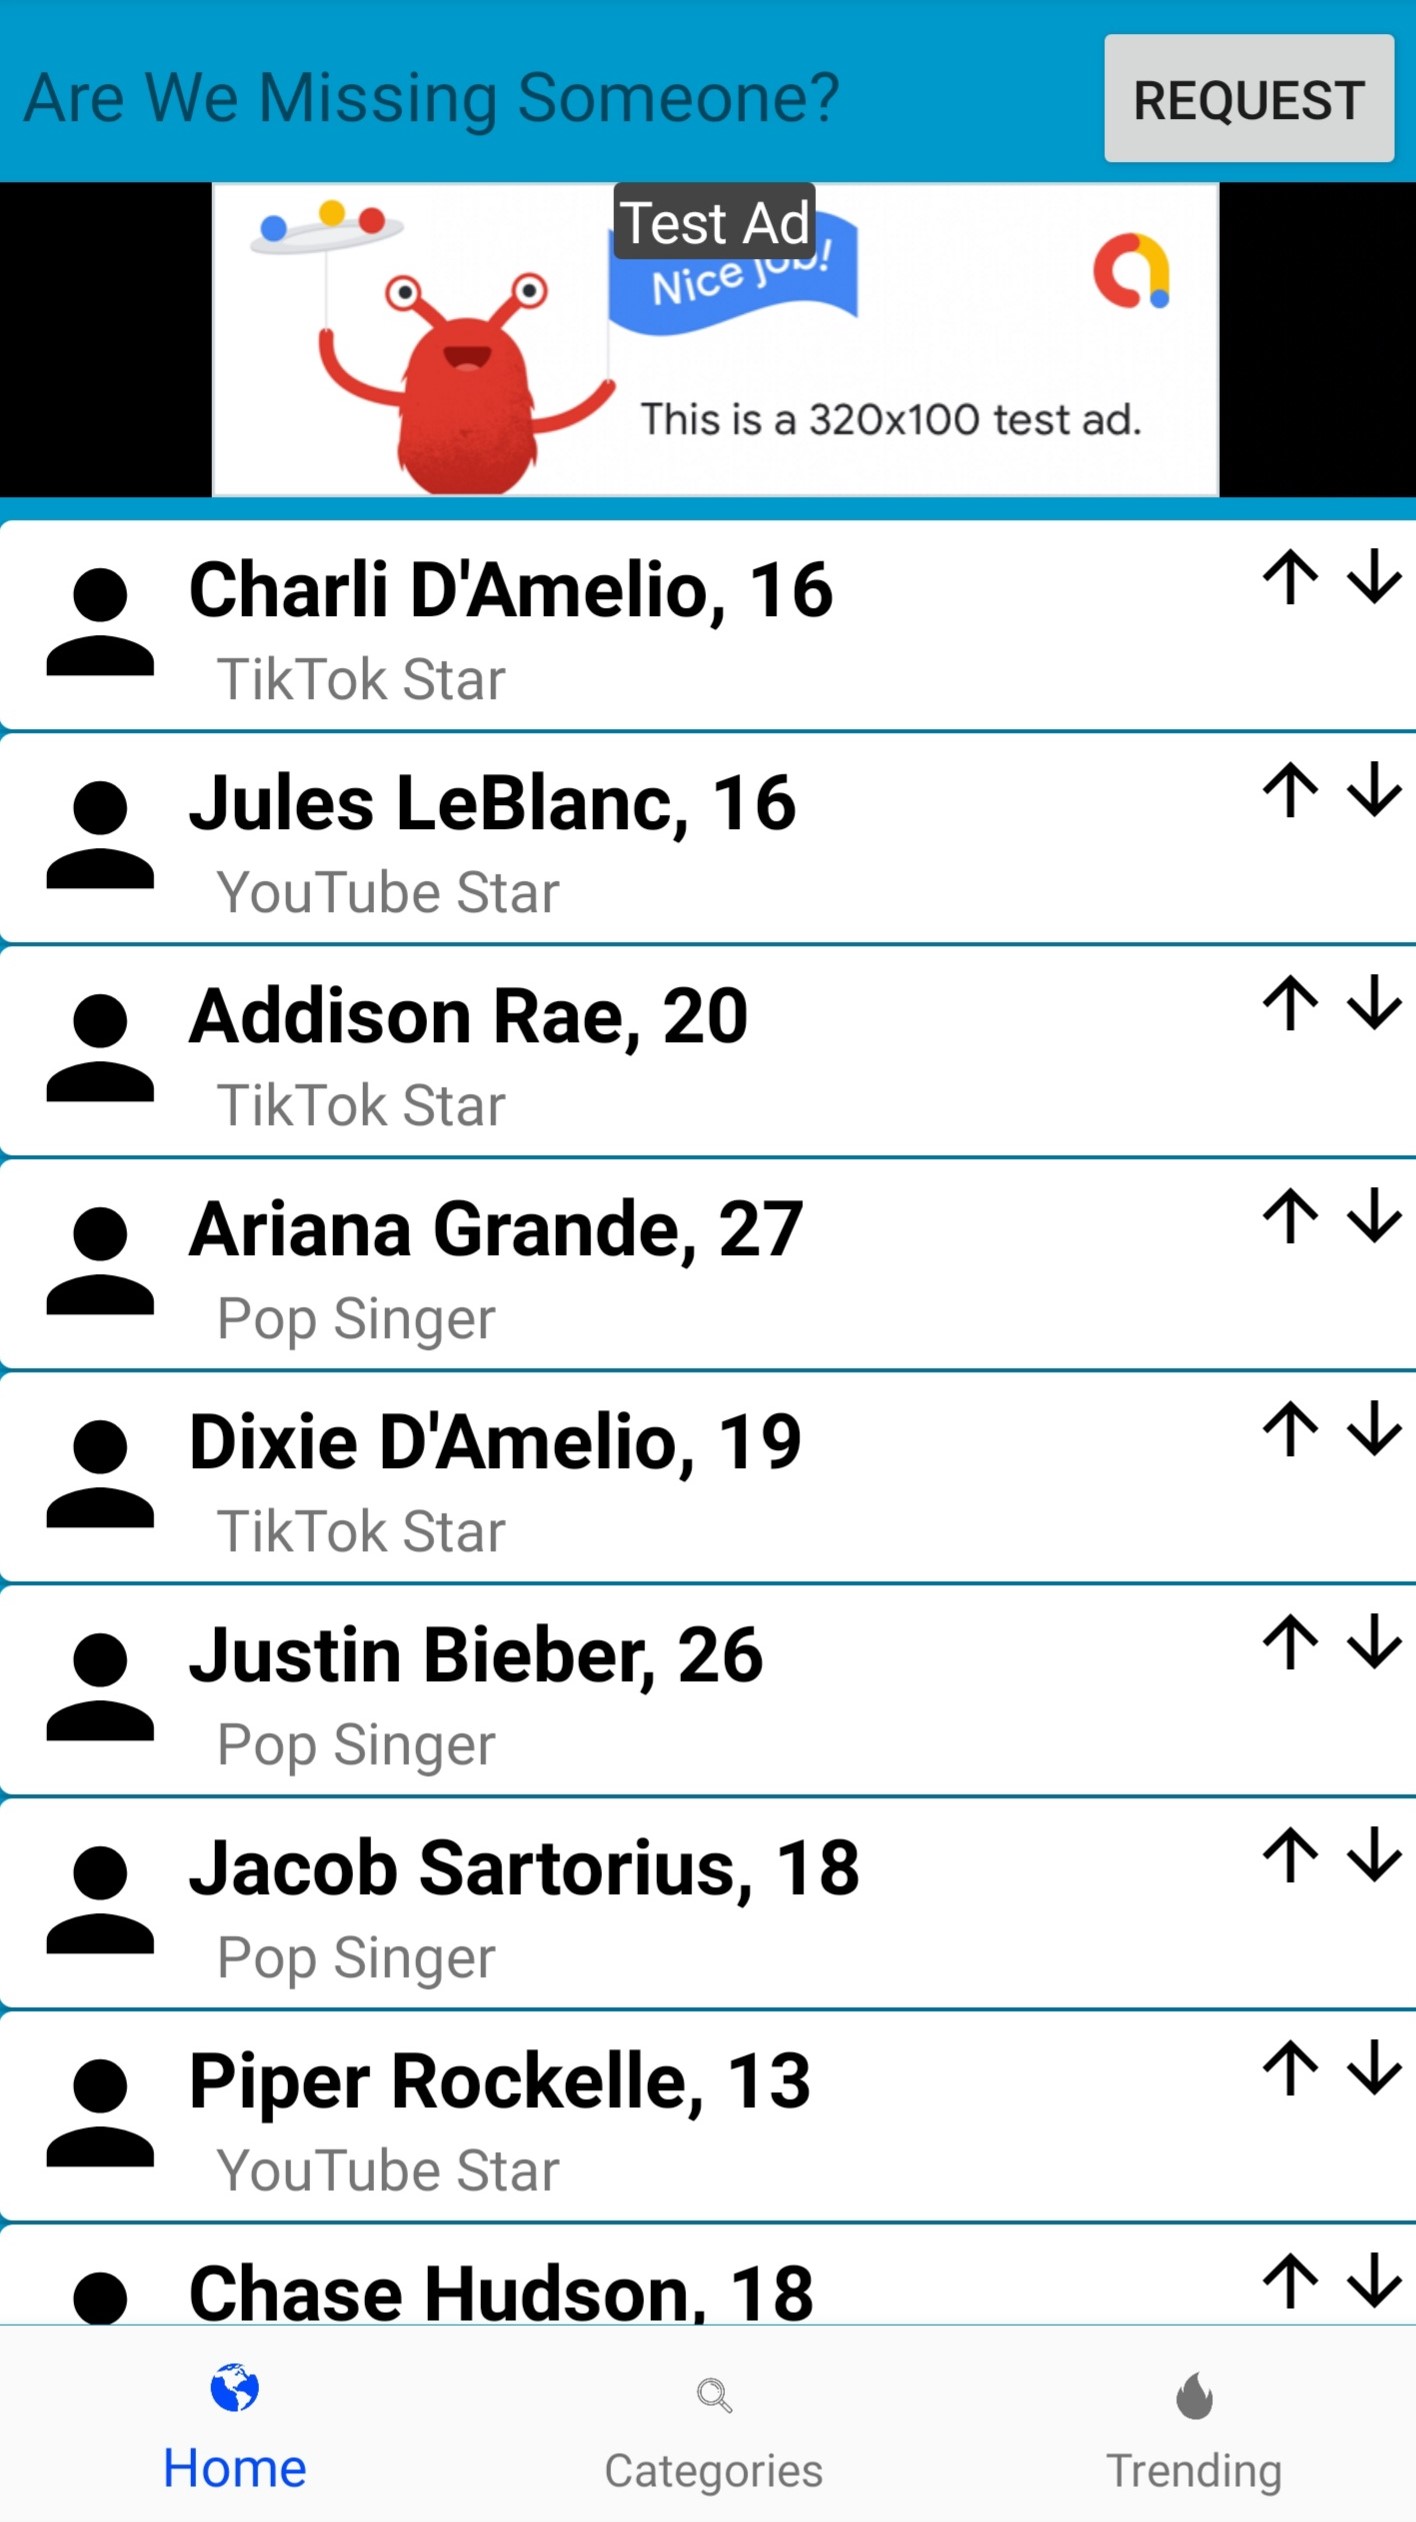 Are We Missing Someone?
REQUEST
Test Ad
Nice job!
This is a 320x100 test ad.
Charli D'Amelio, 16
TikTok Star
Jules LeBlanc, 16
YouTube Star
Addison Rae, 20
TikTok Star
Ariana Grande, 27
Pop Singer
Dixie D'Amelio, 19
TikTok Star
Justin Bieber, 26
Pop Singer
Jacob Sartorius, 18
Pop Singer
Piper Rockelle, 13
YouTube Star
Chase Hudson, 18
Home
Categories
Trending